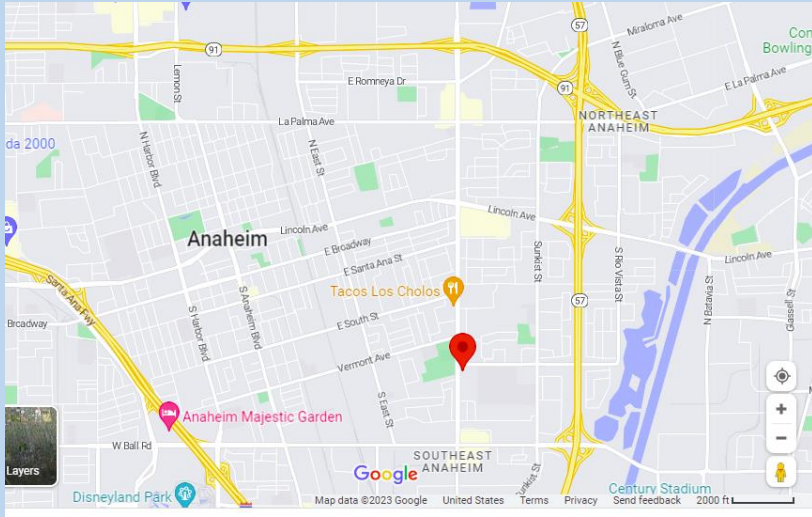 57
Miraloma Ave
Con
Bowling
N Blue Gum St
91
Lemon St
E Romneya Dr
E La Palma Ave
91
La Palma Ave
NORTHEAST
ANAHEIM
da 2000
N Harbor Blvd
N East St
Lincoln Ave
Lincoln Ave
Anaheim
E Broadway
Sunkist St
S Rio Vista St
Lincoln Ave
E Santa Ana St
Santa Ana Fwy
Tacos Los Cholos
57
N Batavia St
Glassell St
S Anaheim Blvd
S Harbor Blvd
Broadway
E South St
Vermont Ave
S East St
Anaheim Majestic Garden
W Ball Rd
SOUTHEAST
ANAHEIM
Layers
Google
Sunkist St
Disneyland Park
Century Stadium
Map data ©2023 Google United States Terms Privacy Send feedback 2000 ft